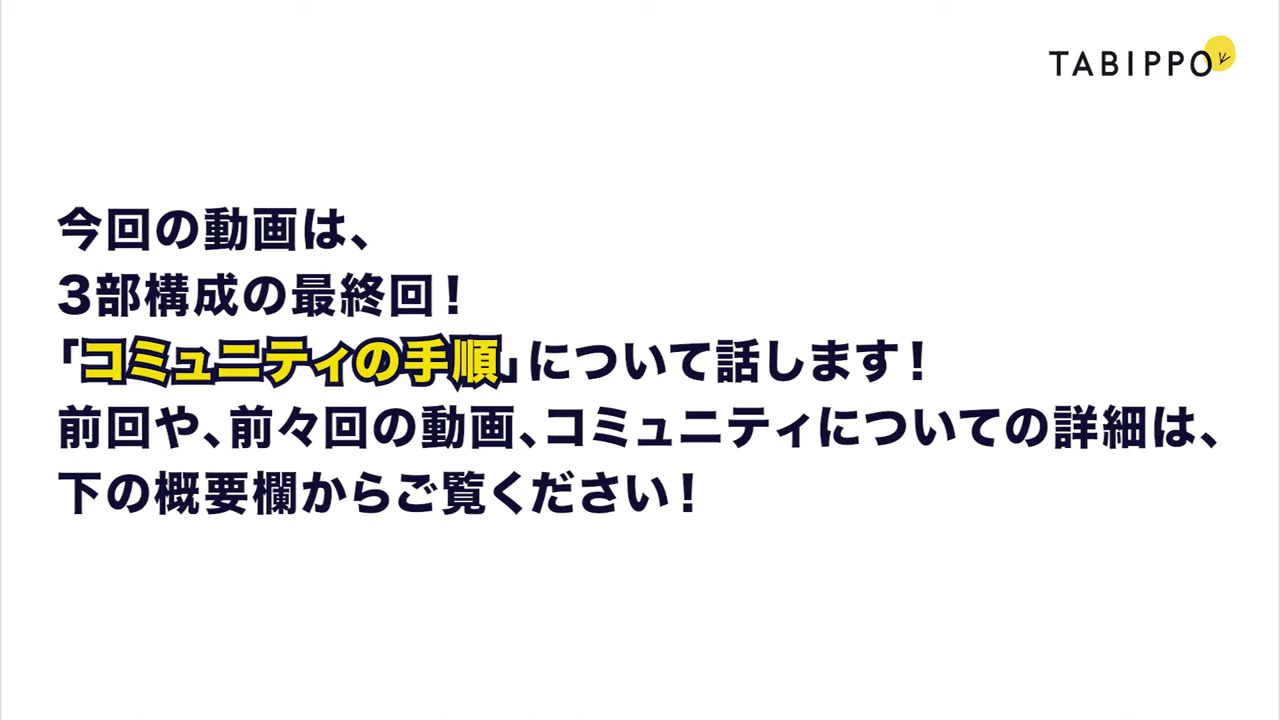 TABIPPO
今回の動画は、
3部構成の最終回！
「コミュニティの手順」について話します！
前回や、前々回の動画、コミュニティについての詳細は、
下の概要欄からご覧ください！